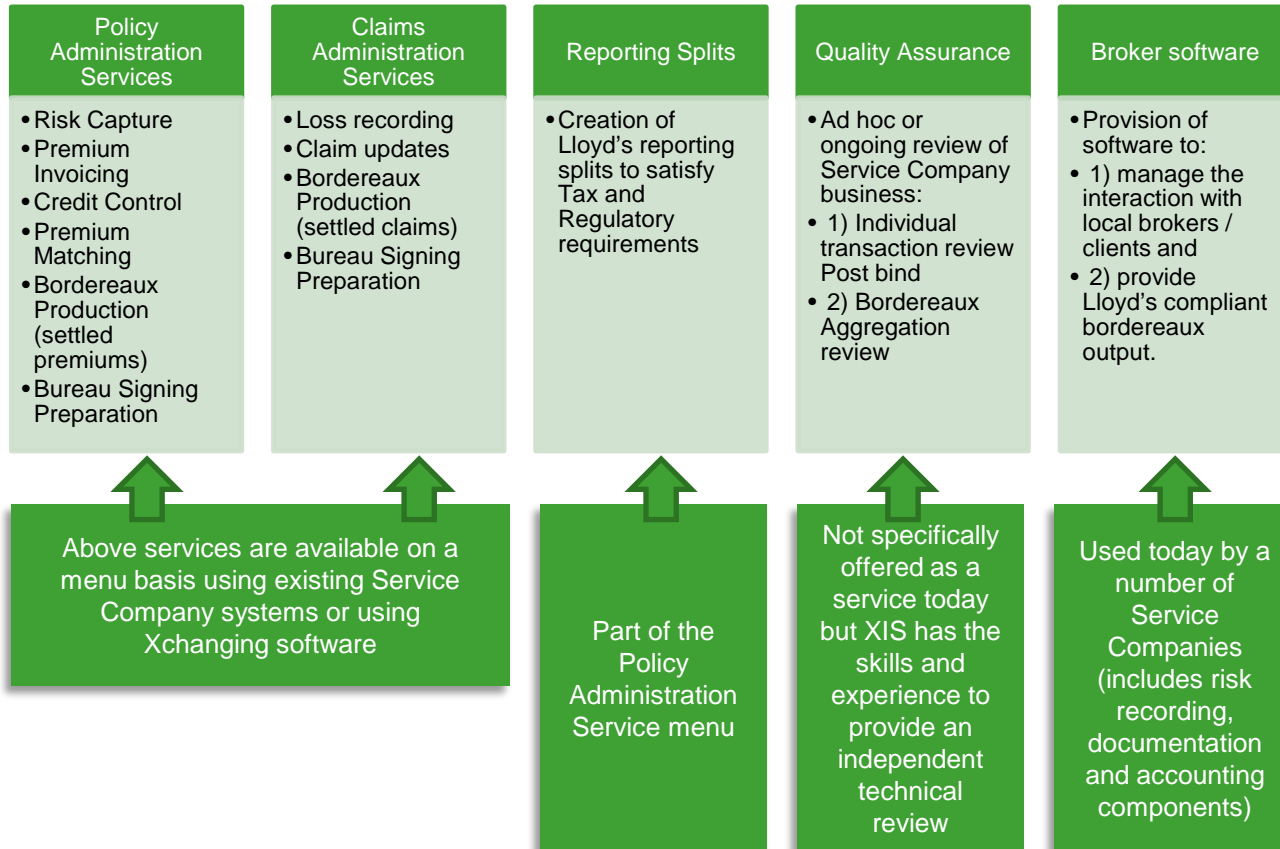 Policy
Administration
Services
• Risk Capture
• Premium
Invoicing
• Credit Control
• Premium
Matching
• Bordereaux
Production
(settled
premiums)
• Bureau Signing
Preparation
Claims
Administration
Services
• Loss recording
• Claim updates
• Bordereaux
Production
(settled claims)
• Bureau Signing
Preparation
Reporting Splits
• Creation of
Lloyd’s reporting
splits to satisfy
Tax and
Regulatory
requirements
Quality Assurance
• Ad hoc or
ongoing review of
Service Company
business:
• 1) Individual
transaction review
Post bind
• 2) Bordereaux
Aggregation
review
Broker software
• Provision of
software to:
• 1) manage the
interaction with
local brokers /
clients and
• 2) provide
Lloyd’s compliant
bordereaux
output.
Above services are available on a
menu basis using existing Service
Company systems or using
Xchanging software
Part of the
Policy
Administration
Service menu
Not specifically
offered as a
service today
but XIS has the
skills and
experience to
provide an
independent
technical
review
Used today by a
number of
Service
Companies
(includes risk
recording,
documentation
and accounting
components)